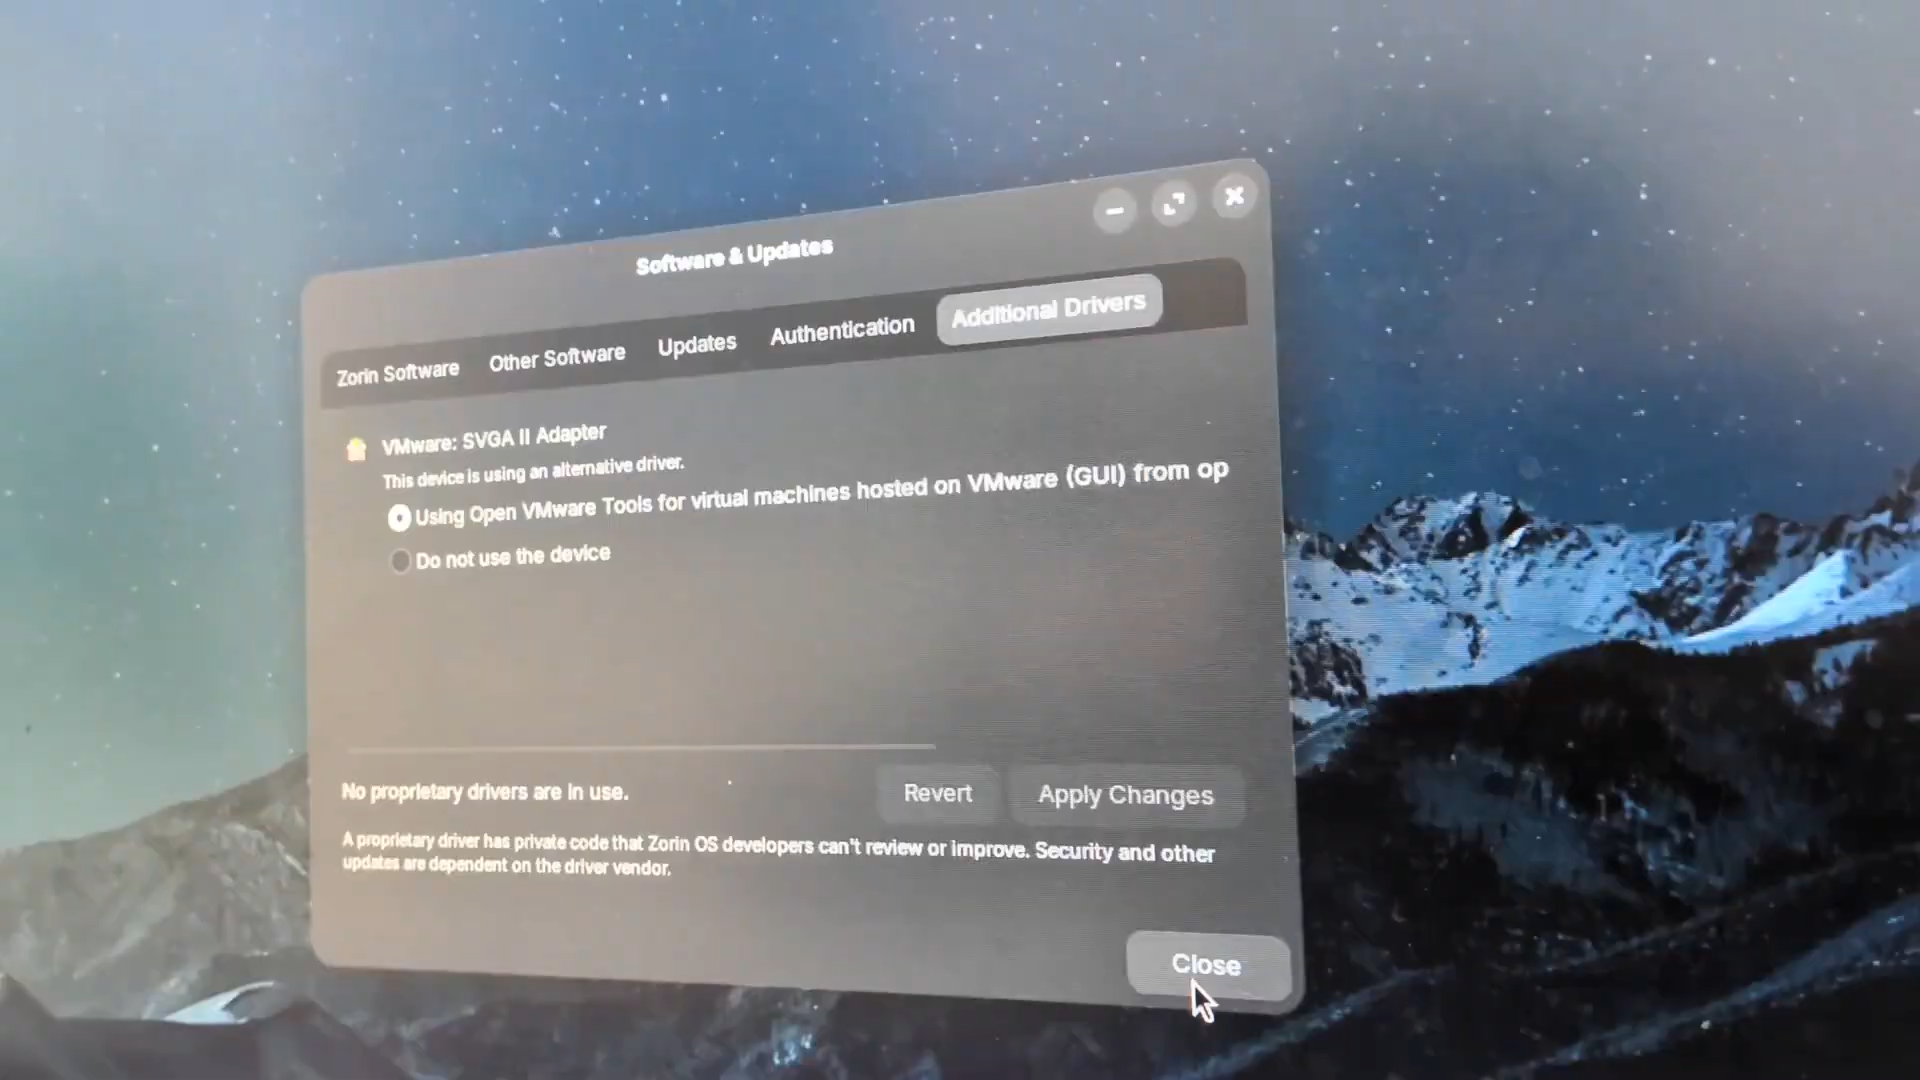 Software & Updates
Zorin Software
Other Software
Updates
Authentication
Additional Drivers
VMware: SVGA II Adapter
This device is using an alternative driver.
Using Open VMware Tools for virtual machines hosted on VMware (GUI) from op
Do not use the device
No proprietary drivers are in use.
Revert
Apply Changes
A proprietary driver has private code that Zorin OS developers can't review or improve. Security and other
updates are dependent on the driver vendor.
Close